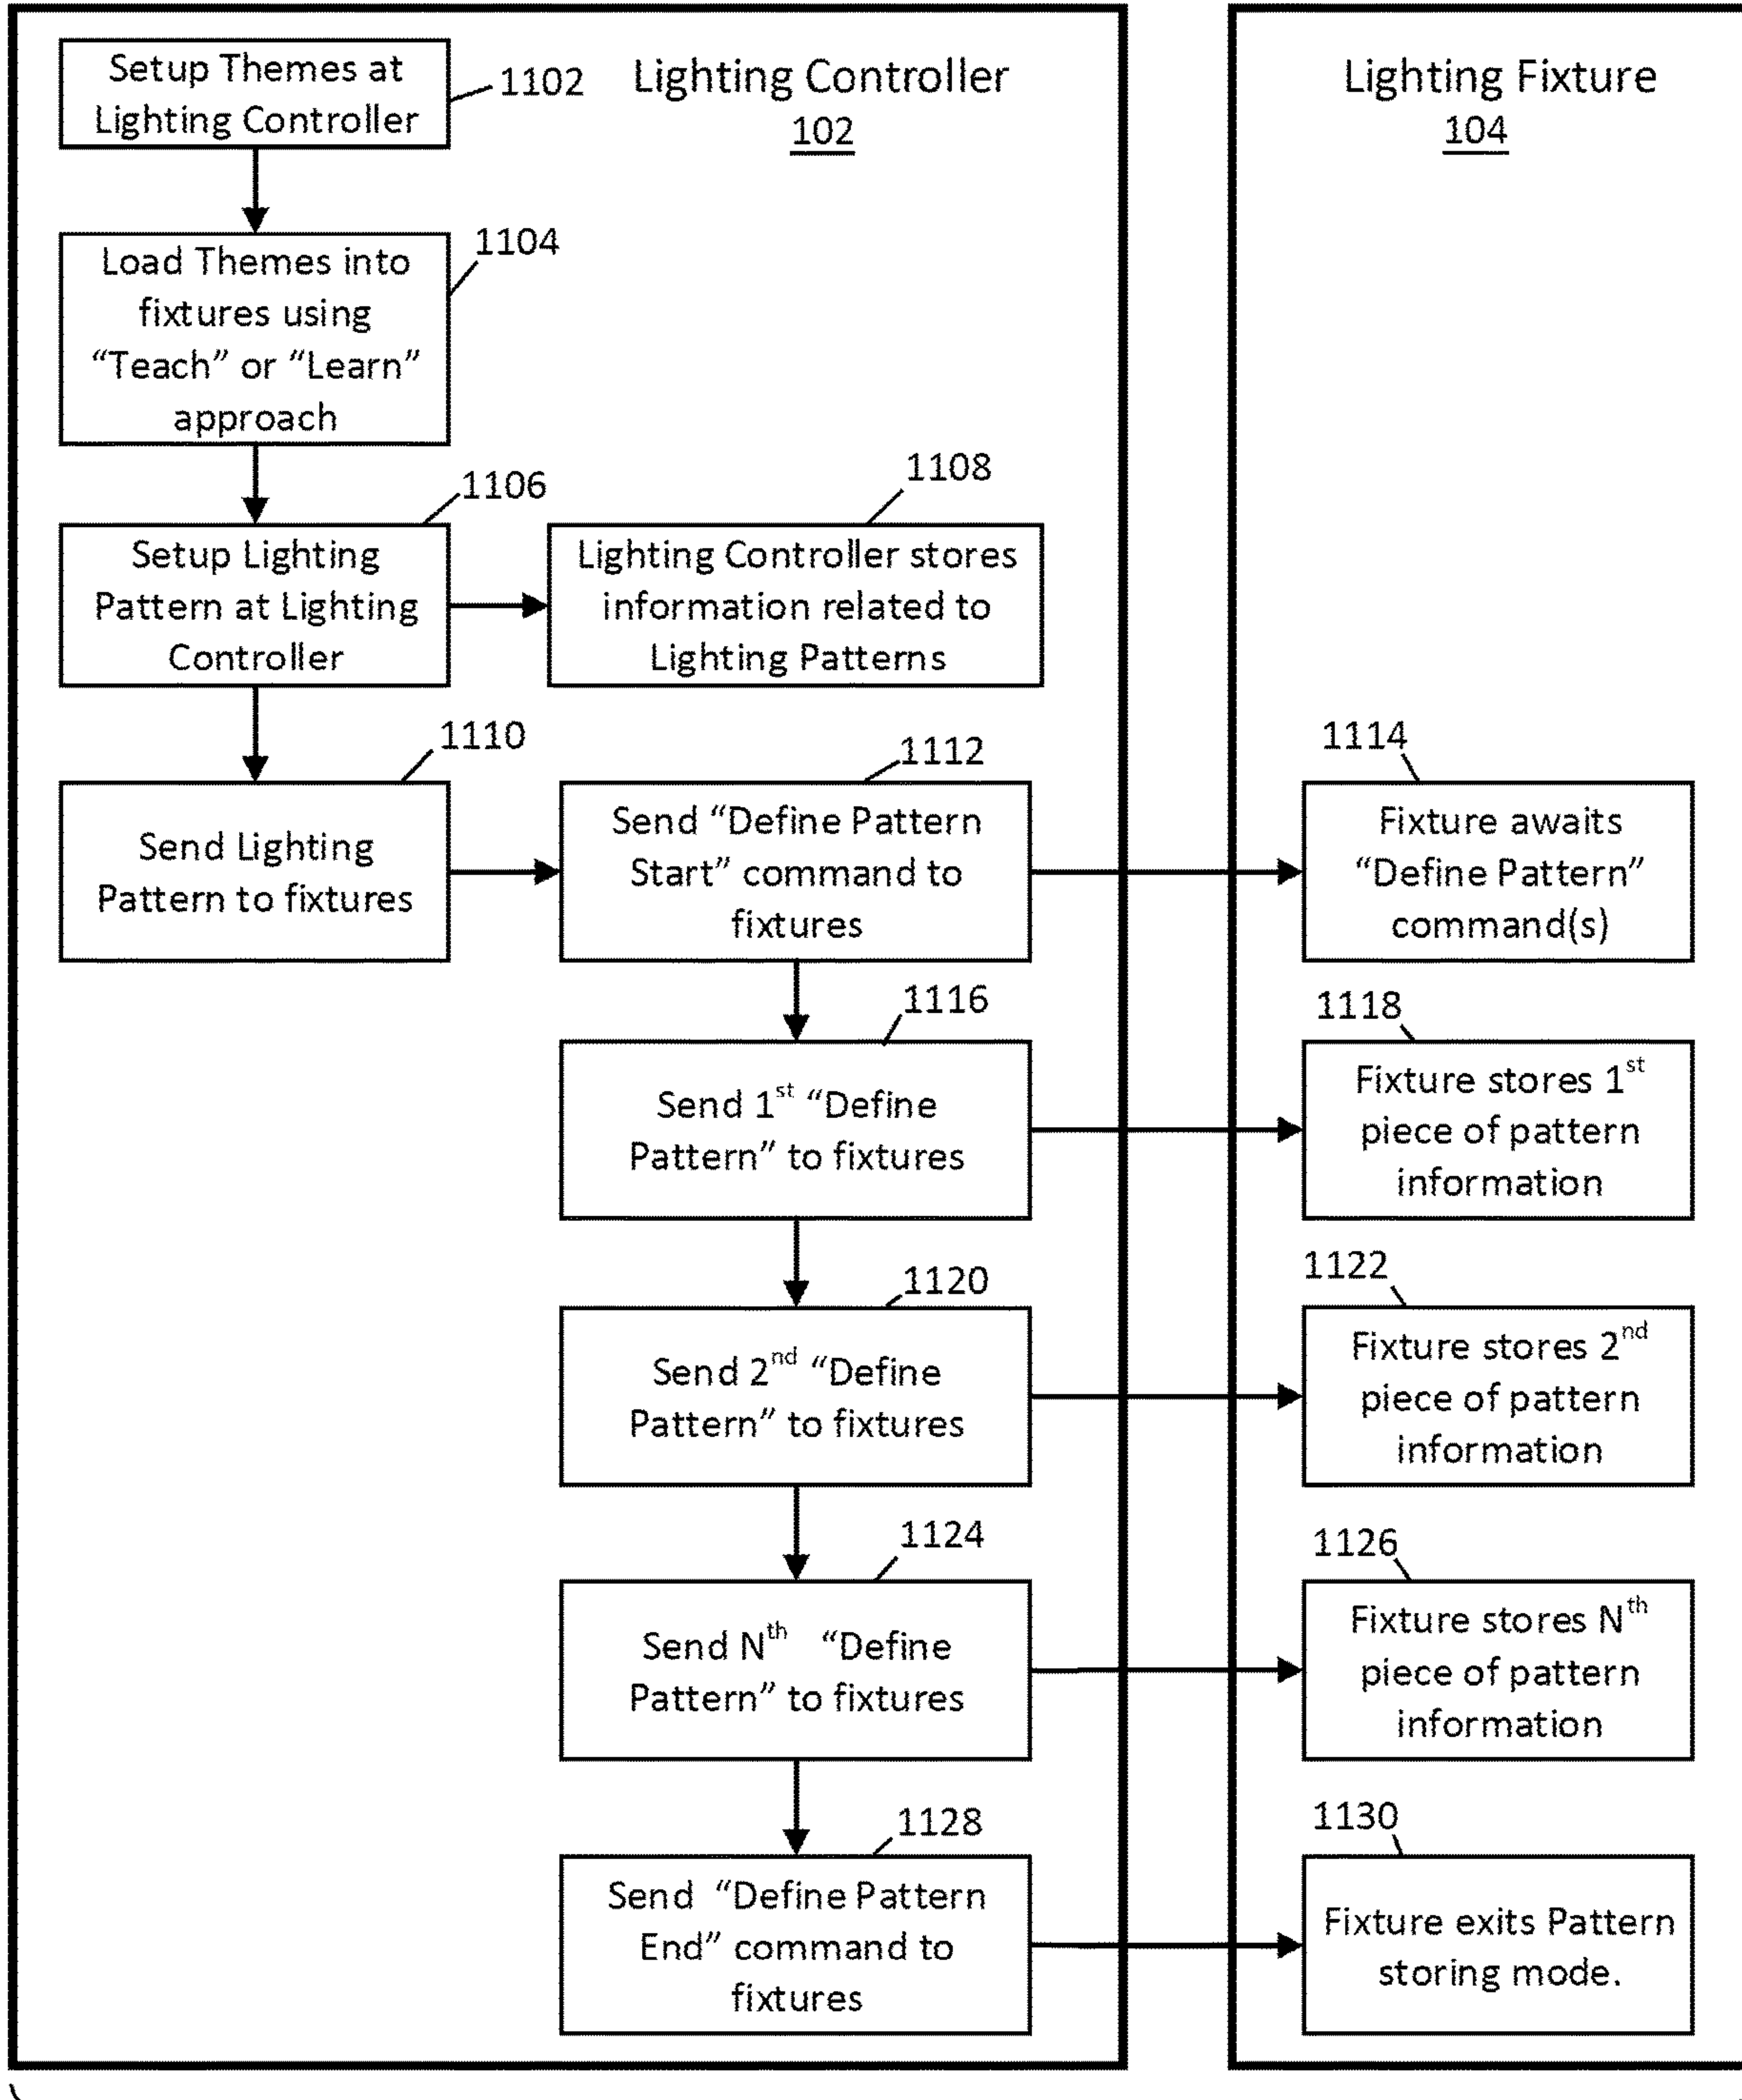 Lighting Controller
102
Lighting Fixture
104
Setup Themes at
Lighting Controller
1102
Load Themes into
fixtures using
“Teach” or “Learn”
approach
1104
Setup Lighting
Pattern at Lighting
Controller
1106
Lighting Controller stores
information related to
Lighting Patterns
1108
Send Lighting
Pattern to fixtures
1110
Send “Define Pattern
Start” command to
fixtures
1112
Fixture awaits
“Define Pattern”
command(s)
1114
Send 1st “Define
Pattern” to fixtures
1116
Fixture stores 1st
piece of pattern
information
1118
Send 2nd “Define
Pattern” to fixtures
1120
Fixture stores 2nd
piece of pattern
information
1122
Send Nth “Define
Pattern” to fixtures
1124
Fixture stores Nth
piece of pattern
information
1126
Send “Define Pattern
End” command to
fixtures
1128
Fixture exits Pattern
storing mode.
1130